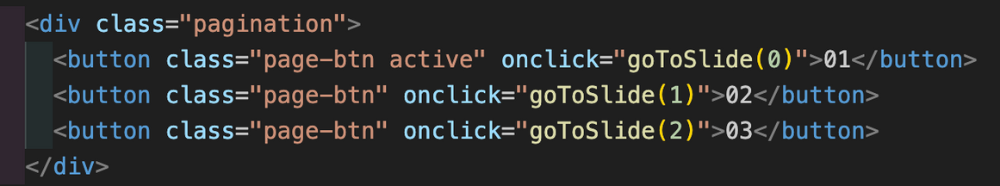 <div class="pagination">
<button class="page-btn active" onclick="goToSlide(0)">01</button>
<button class="page-btn" onclick="goToSlide(1)">02</button>
<button class="page-btn" onclick="goToSlide(2)">03</button>
</div>